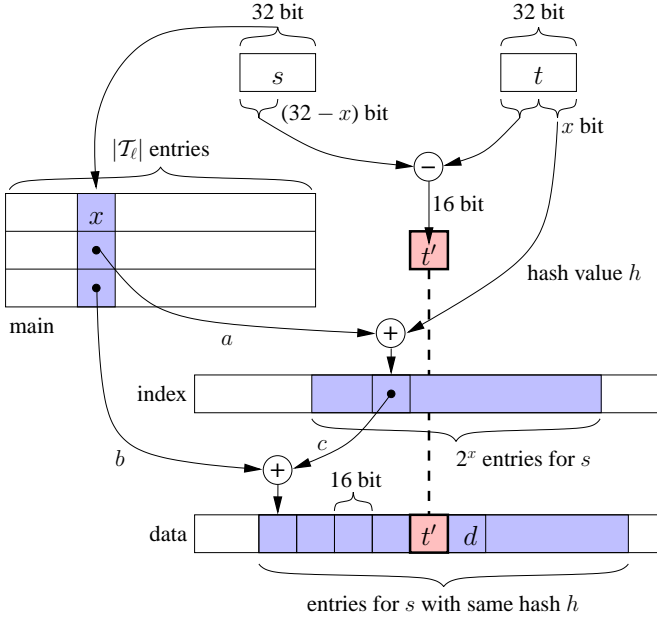 32 bit
32 bit
s
t
(32 − x) bit
x bit
|𝒯ℓ| entries
−
x
16 bit
t′
hash value h
main
a
+
index
b
c
2ˣ entries for s
+
16 bit
data
t′
d
entries for s with same hash h